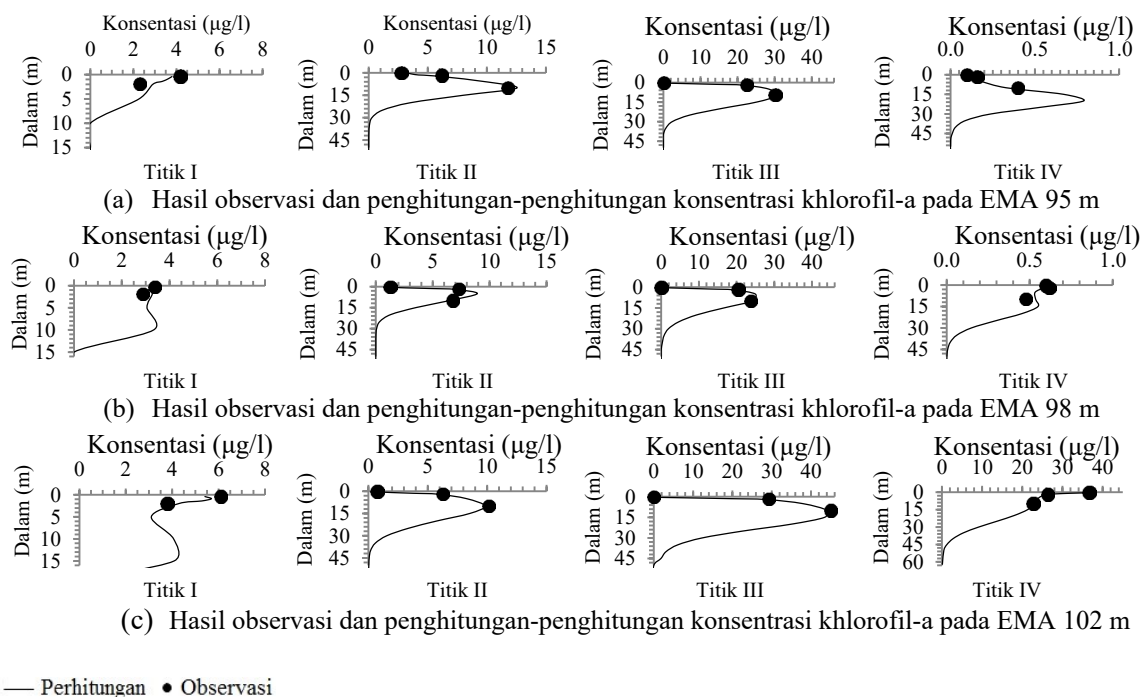 Konsentasi (µg/l)
0 2 4 6 8
Dalam (m)
0
5
10
15
Titik I
Konsentasi (µg/l)
0 5 10 15
Dalam (m)
0
15
30
45
Titik II
Konsentasi (µg/l)
0 10 20 30 40
Dalam (m)
0
15
30
45
Titik III
Konsentasi (µg/l)
0.0 0.5 1.0
Dalam (m)
0
15
30
45
Titik IV
(a) Hasil observasi dan penghitungan-penghitungan konsentrasi khlorofil-a pada EMA 95 m
Konsentasi (µg/l)
0 2 4 6 8
Dalam (m)
0
5
10
15
Titik I
Konsentasi (µg/l)
0 5 10 15
Dalam (m)
0
15
30
45
Titik II
Konsentasi (µg/l)
0 10 20 30 40
Dalam (m)
0
15
30
45
Titik III
Konsentasi (µg/l)
0.0 0.5 1.0
Dalam (m)
0
15
30
45
Titik IV
(b) Hasil observasi dan penghitungan-penghitungan konsentrasi khlorofil-a pada EMA 98 m
Konsentasi (µg/l)
0 2 4 6 8
Dalam (m)
0
5
10
15
Titik I
Konsentasi (µg/l)
0 5 10 15
Dalam (m)
0
15
30
45
Titik II
Konsentasi (µg/l)
0 10 20 30 40
Dalam (m)
0
15
30
45
Titik III
Konsentasi (µg/l)
0 10 20 30 40
Dalam (m)
0
15
30
45
60
Titik IV
(c) Hasil observasi dan penghitungan-penghitungan konsentrasi khlorofil-a pada EMA 102 m
Perhitungan Observasi